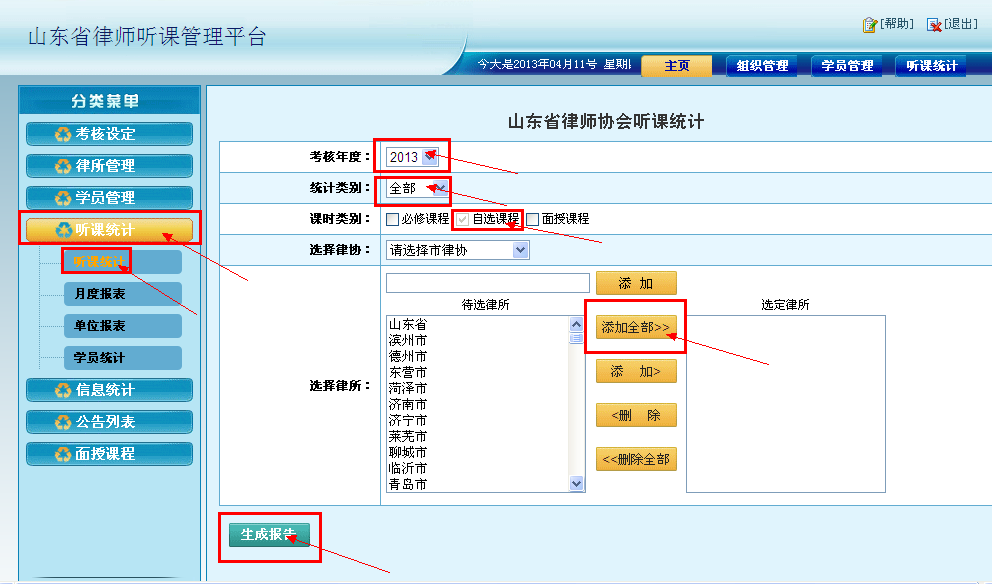 山东省律师听课管理平台
[帮助] [退出]
今大是2013年04月11号 星期
主页 组织管理 学员管理 听课统计
分类菜单
考核设定
律所管理
学员管理
听课统计
听课统计
月度报表
单位报表
学员统计
信息统计
公告列表
面授课程
山东省律师协会听课统计
考核年度： 2013
统计类别： 全部
课时类别： 必修课程 自选课程 面授课程
选择律协： 请选择市律协
添 加
待选律所 选定律所
选择律所：
山东省
滨州市
德州市
东营市
菏泽市
济南市
济宁市
莱芜市
聊城市
临沂市
青岛市
添加全部>>
添 加>
<删 除
<<删除全部
生成报告